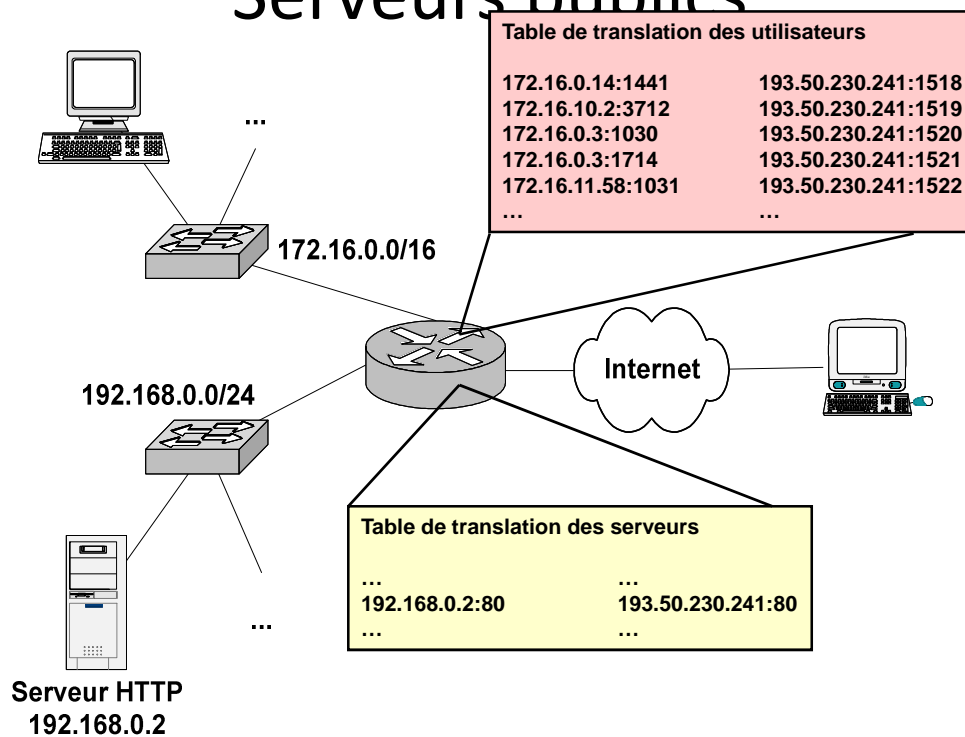 Serveurs publics
Table de translation des utilisateurs
172.16.0.14:1441 193.50.230.241:1518
172.16.10.2:3712 193.50.230.241:1519
172.16.0.3:1030 193.50.230.241:1520
172.16.0.3:1714 193.50.230.241:1521
172.16.11.58:1031 193.50.230.241:1522
… …
...
172.16.0.0/16
Internet
192.168.0.0/24
Table de translation des serveurs
… …
192.168.0.2:80 193.50.230.241:80
… …
...
Serveur HTTP
192.168.0.2